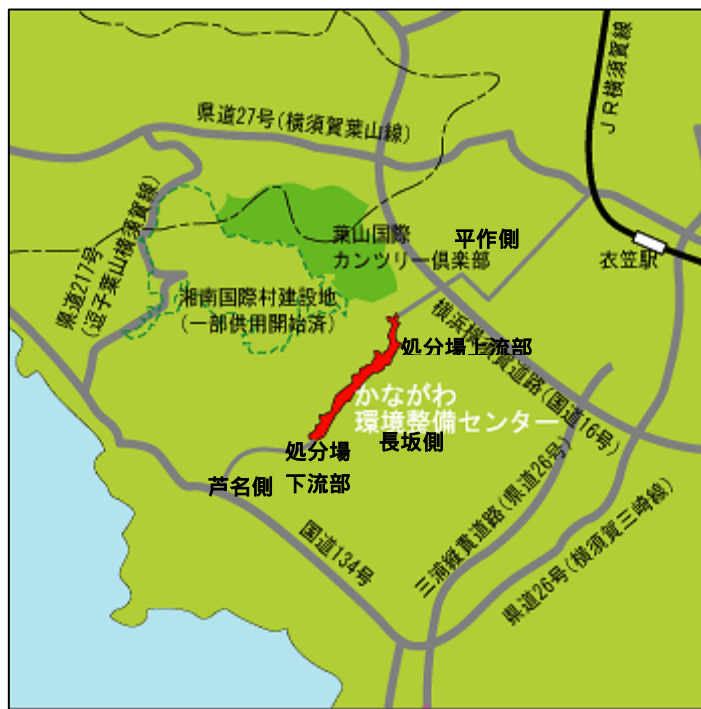 JR横須賀線
県道27号(横須賀葉山線)
県道217号
(逗子葉山横須賀線)
葉山国際
カンツリー倶楽部
平作側
衣笠駅
湘南国際村建設地
(一部供用開始済)
横浜横須賀道路(国道16号)
処分場上流部
かながわ
環境整備センター
長坂側
処分場
下流部
芦名側
国道134号
三浦縦貫道路(県道26号)
県道26号(横須賀三崎線)